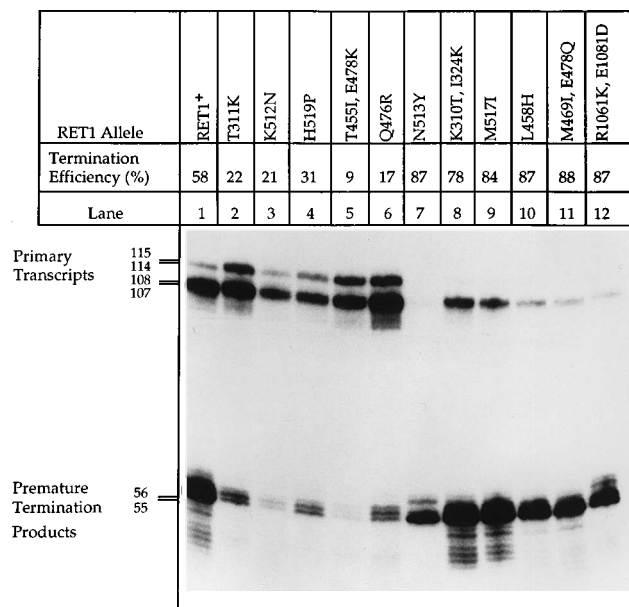 RET1 Allele RET1+ T311K K512N H519P T455I, E478K Q476R N513Y K310T, I324K M517I L458H M469I, E478Q R1061K, E1081D
Termination
Efficiency (%) 58 22 21 31 9 17 87 78 84 87 88 87
Lane 1 2 3 4 5 6 7 8 9 10 11 12
Primary
Transcripts
115
114
108
107
Premature
Termination
Products
56
55